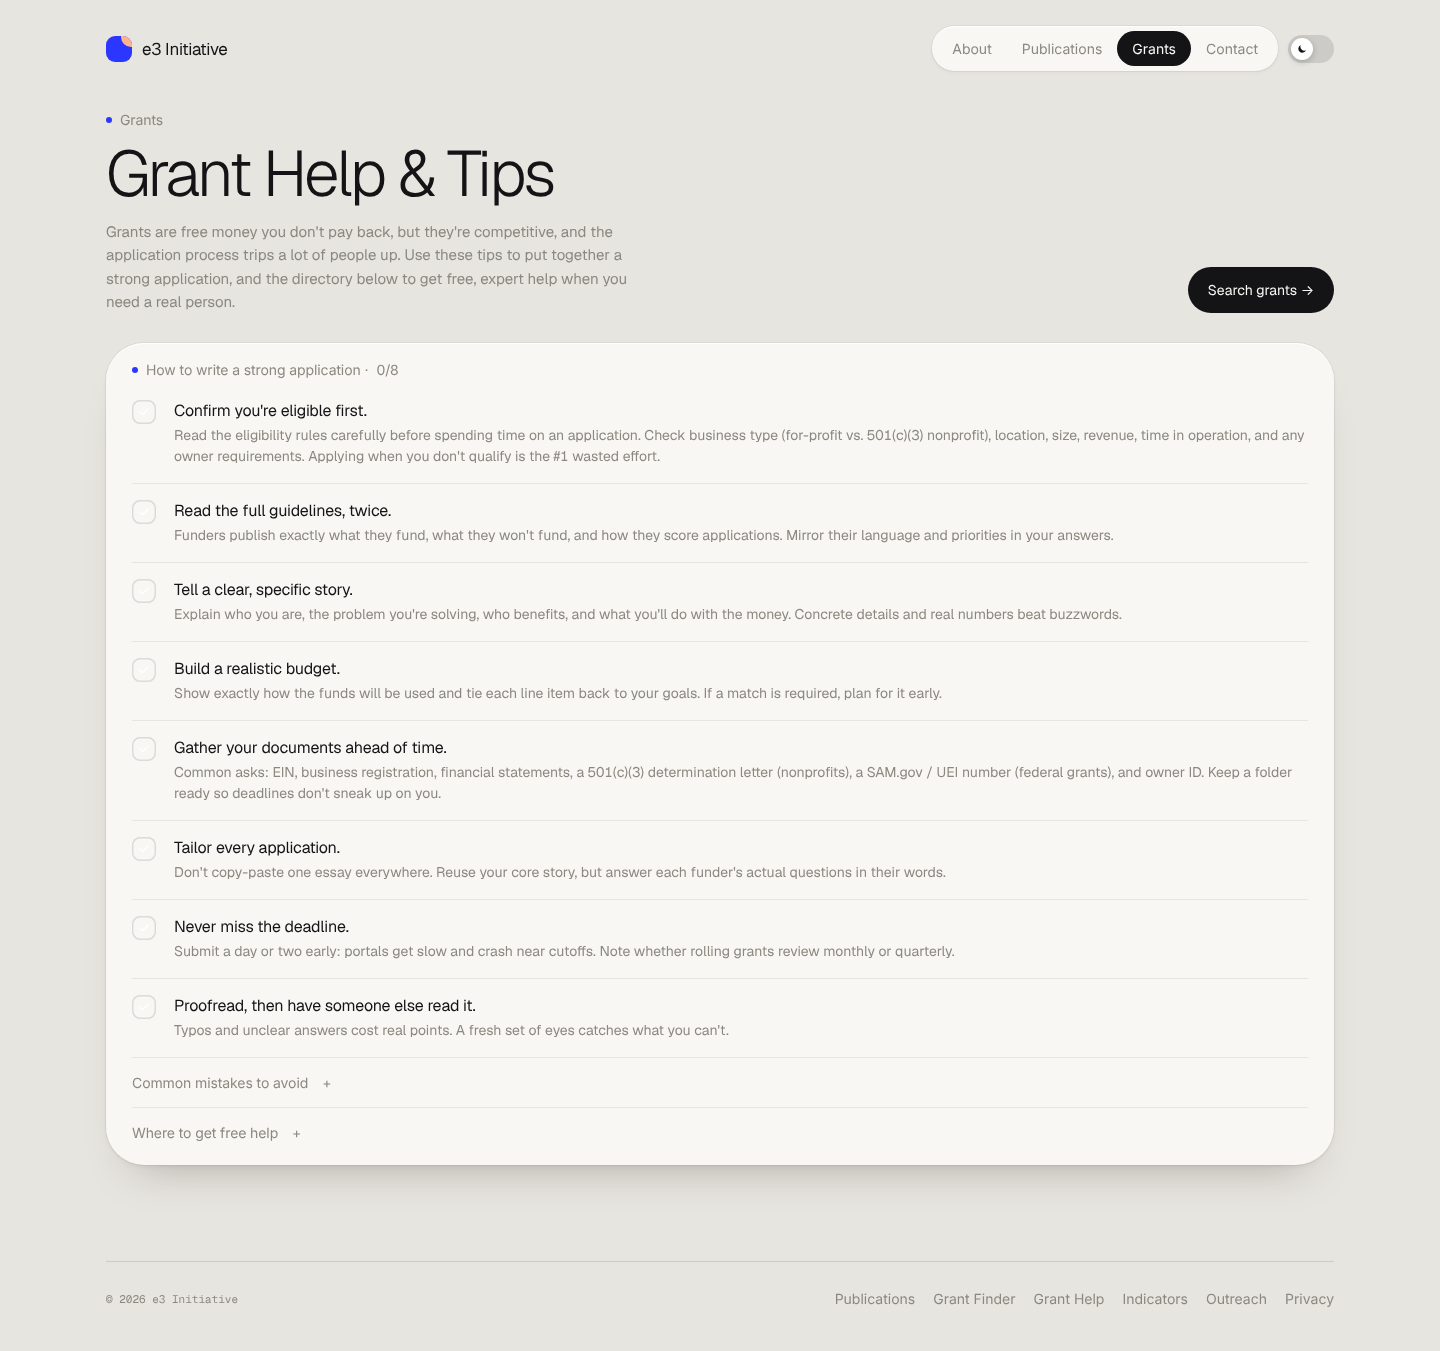 e3 Initiative
About
Publications
Grants
Contact
Grants
Grant Help & Tips
Grants are free money you don't pay back, but they're competitive, and the
application process trips a lot of people up. Use these tips to put together a
strong application, and the directory below to get free, expert help when you
need a real person.
Search grants →
How to write a strong application · 0/8
Confirm you're eligible first.
Read the eligibility rules carefully before spending time on an application. Check business type (for-profit vs. 501(c)(3) nonprofit), location, size, revenue, time in operation, and any
owner requirements. Applying when you don't qualify is the #1 wasted effort.
Read the full guidelines, twice.
Funders publish exactly what they fund, what they won't fund, and how they score applications. Mirror their language and priorities in your answers.
Tell a clear, specific story.
Explain who you are, the problem you're solving, who benefits, and what you'll do with the money. Concrete details and real numbers beat buzzwords.
Build a realistic budget.
Show exactly how the funds will be used and tie each line item back to your goals. If a match is required, plan for it early.
Gather your documents ahead of time.
Common asks: EIN, business registration, financial statements, a 501(c)(3) determination letter (nonprofits), a SAM.gov / UEI number (federal grants), and owner ID. Keep a folder
ready so deadlines don't sneak up on you.
Tailor every application.
Don't copy-paste one essay everywhere. Reuse your core story, but answer each funder's actual questions in their words.
Never miss the deadline.
Submit a day or two early: portals get slow and crash near cutoffs. Note whether rolling grants review monthly or quarterly.
Proofread, then have someone else read it.
Typos and unclear answers cost real points. A fresh set of eyes catches what you can't.
Common mistakes to avoid +
Where to get free help +
© 2026 e3 Initiative
Publications
Grant Finder
Grant Help
Indicators
Outreach
Privacy